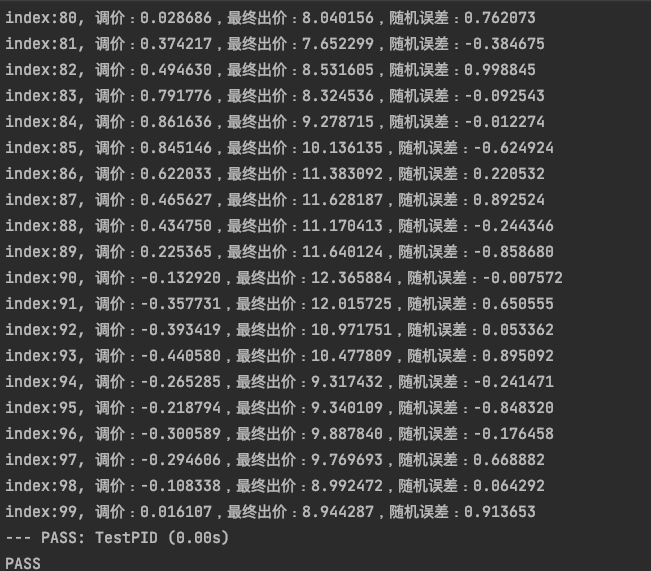 index:80, 调价：0.028686，最终出价：8.040156，随机误差：0.762073
index:81, 调价：0.374217，最终出价：7.652299，随机误差：-0.384675
index:82, 调价：0.494630，最终出价：8.531605，随机误差：0.998845
index:83, 调价：0.791776，最终出价：8.324536，随机误差：-0.092543
index:84, 调价：0.861636，最终出价：9.278715，随机误差：-0.012274
index:85, 调价：0.845146，最终出价：10.136135，随机误差：-0.624924
index:86, 调价：0.622033，最终出价：11.383092，随机误差：0.220532
index:87, 调价：0.465627，最终出价：11.628187，随机误差：0.892524
index:88, 调价：0.434750，最终出价：11.170413，随机误差：-0.244346
index:89, 调价：0.225365，最终出价：11.640124，随机误差：-0.858680
index:90, 调价：-0.132920，最终出价：12.365884，随机误差：-0.007572
index:91, 调价：-0.357731，最终出价：12.015725，随机误差：0.650555
index:92, 调价：-0.393419，最终出价：10.971751，随机误差：0.053362
index:93, 调价：-0.440580，最终出价：10.477809，随机误差：0.895092
index:94, 调价：-0.265285，最终出价：9.317432，随机误差：-0.241471
index:95, 调价：-0.218794，最终出价：9.340109，随机误差：-0.848320
index:96, 调价：-0.300589，最终出价：9.887840，随机误差：-0.176458
index:97, 调价：-0.294606，最终出价：9.769693，随机误差：0.668882
index:98, 调价：-0.108338，最终出价：8.992472，随机误差：0.064292
index:99, 调价：0.016107，最终出价：8.944287，随机误差：0.913653
--- PASS: TestPID (0.00s)
PASS